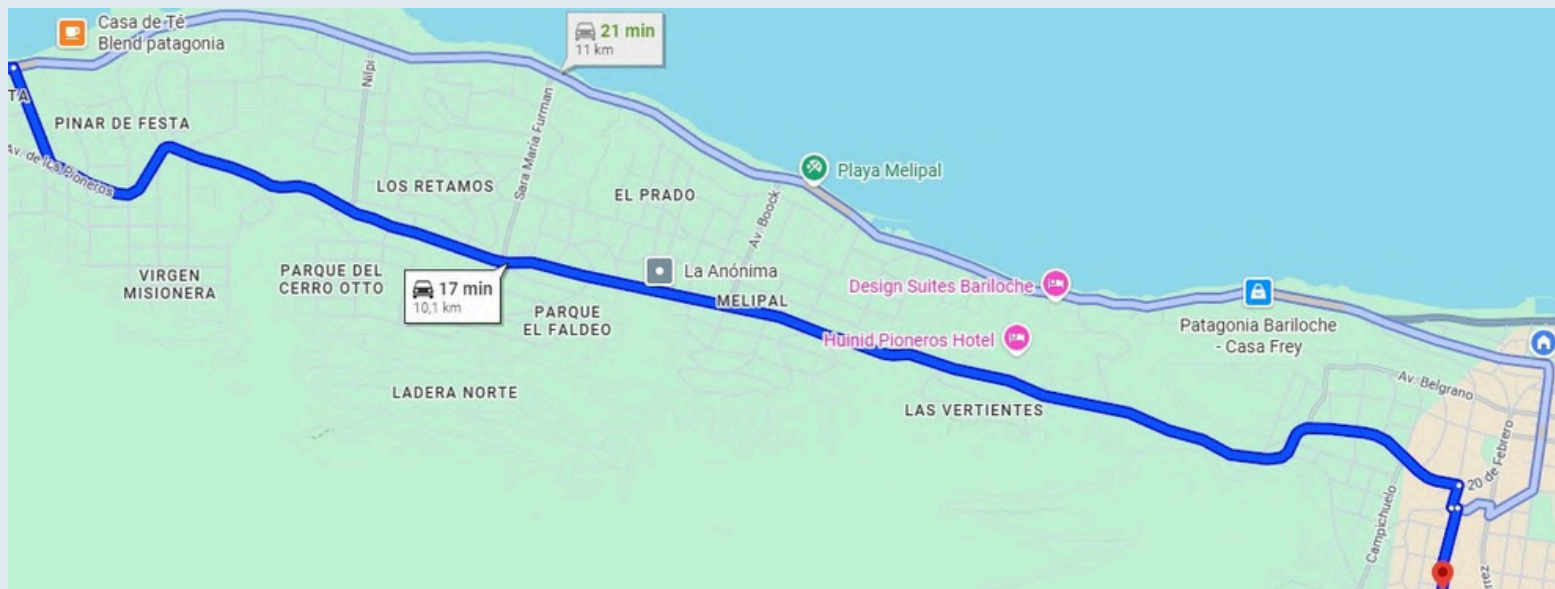 Casa de Té
Blend patagonia
21 min
11 km
TA
PINAR DE FESTA
Nilpi
Sara María Furman
Av. de Los Pioneros
LOS RETAMOS
EL PRADO
Playa Melipal
Av. Boock
VIRGEN
MISIONERA
PARQUE DEL
CERRO OTTO
17 min
10,1 km
La Anónima
MELIPAL
PARQUE
EL FALDEO
Design Suites Bariloche
Huinid Pioneros Hotel
Patagonia Bariloche
- Casa Frey
LADERA NORTE
LAS VERTIENTES
Av. Belgrano
20 de Febrero
Campichuelo
rrez